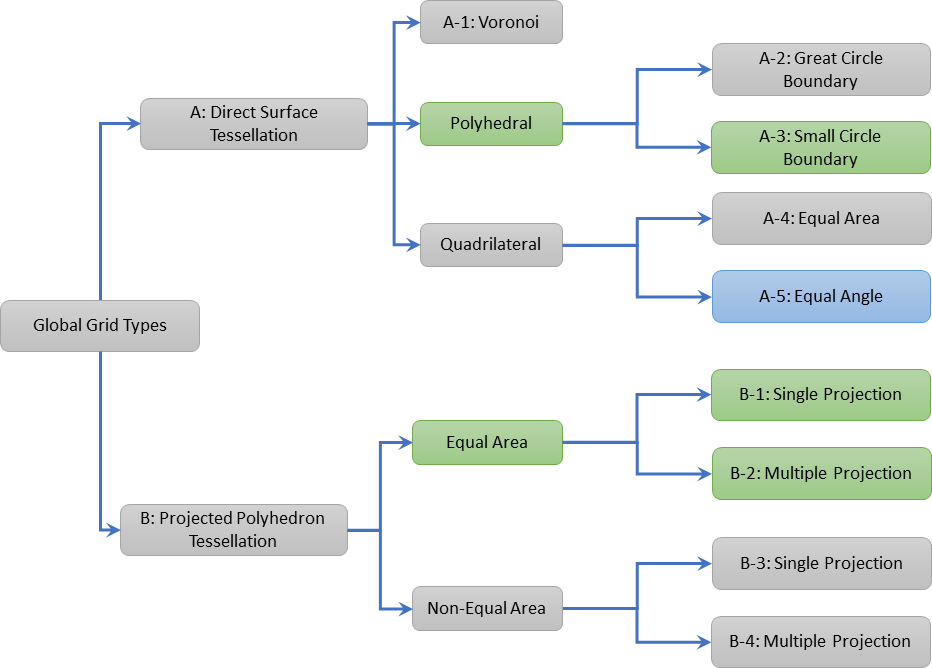 A-1: Voronoi
A-2: Great Circle
Boundary
A: Direct Surface
Tessellation
Polyhedral
A-3: Small Circle
Boundary
A-4: Equal Area
Quadrilateral
A-5: Equal Angle
Global Grid Types
B-1: Single Projection
Equal Area
B-2: Multiple Projection
B: Projected Polyhedron
Tessellation
B-3: Single Projection
Non-Equal Area
B-4: Multiple Projection